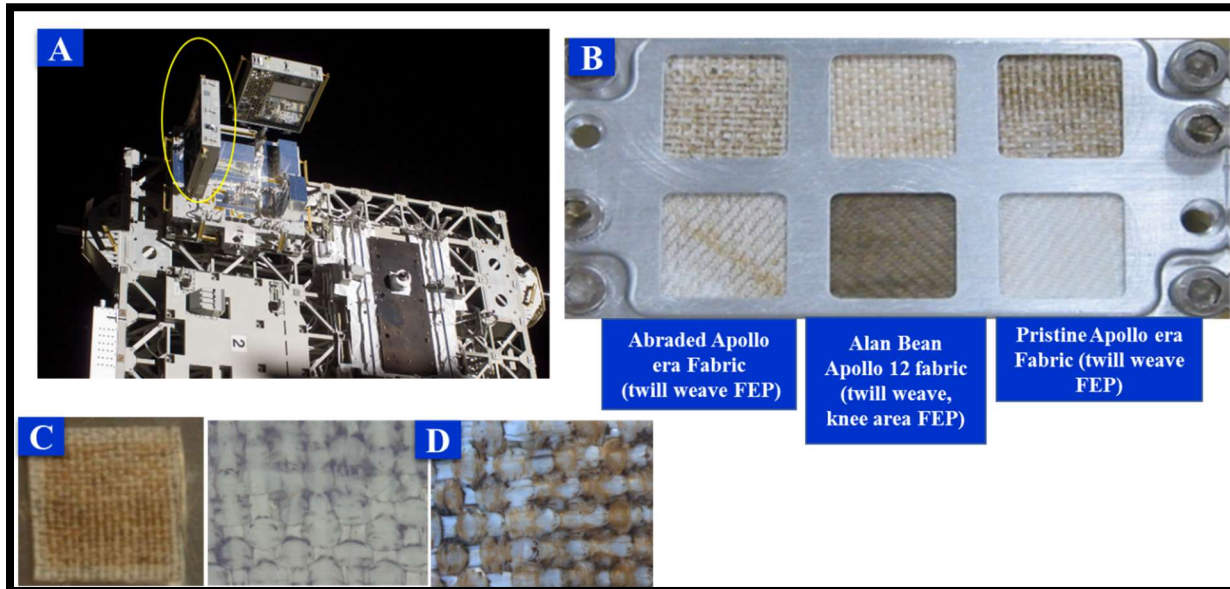 A
B
2
Abraded Apollo
era Fabric
(twill weave FEP)
Alan Bean
Apollo 12 fabric
(twill weave,
knee area FEP)
Pristine Apollo era
Fabric (twill weave
FEP)
C
D